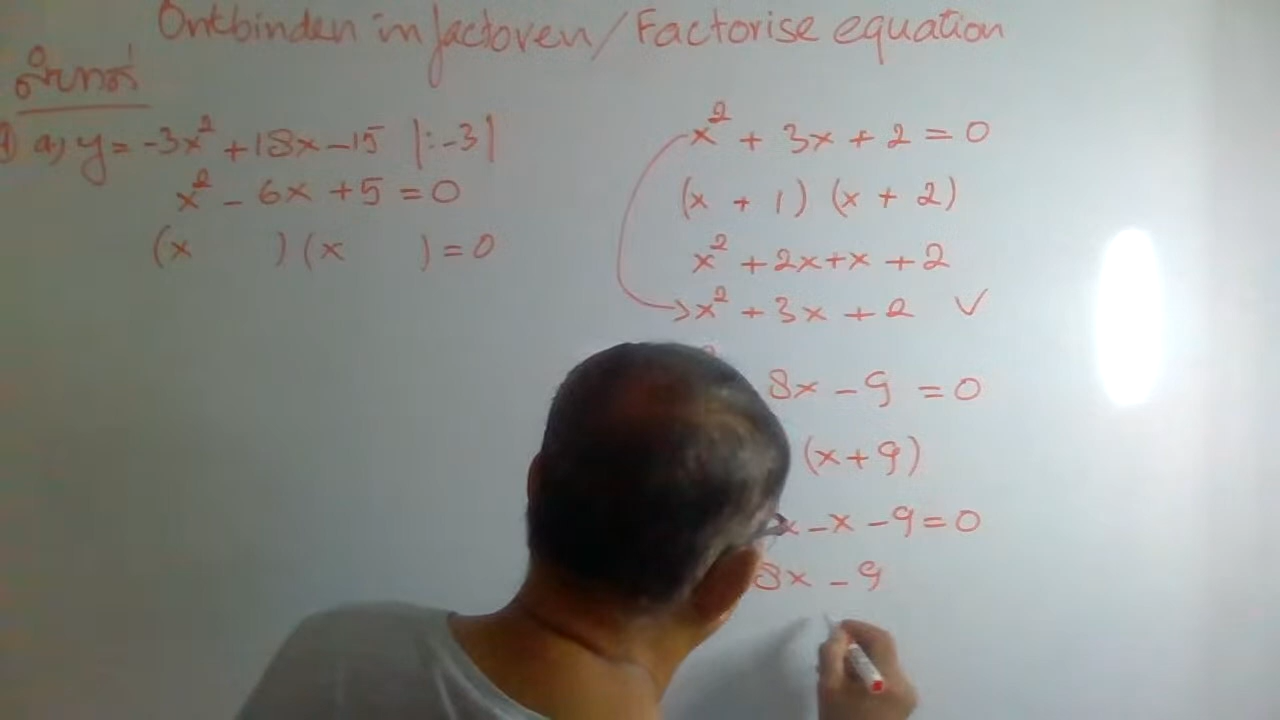 Ontbinden in factoren / Factorise equation
1 a, y = -3x² + 18x - 15 |: -3|
x² - 6x + 5 = 0
(x ) (x ) = 0
x² + 3x + 2 = 0
(x + 1) (x + 2)
x² + 2x + x + 2
x² + 3x + 2 ✓
8x - 9 = 0
(x + 9)
x - x - 9 = 0
8x - 9